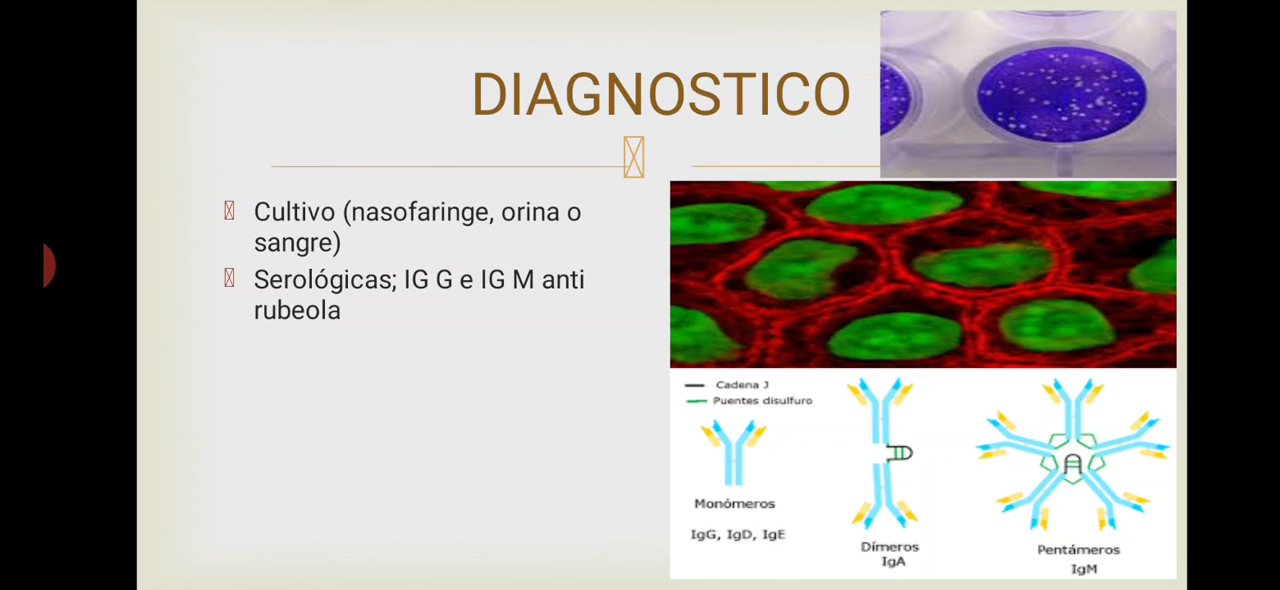 DIAGNOSTICO
Cultivo (nasofaringe, orina o
sangre)
Serológicas; IG G e IG M anti
rubeola
Cadena J
Puentes disulfuro
Monómeros
IgG, IgD, IgE
Dímeros
IgA
Pentámeros
IgM